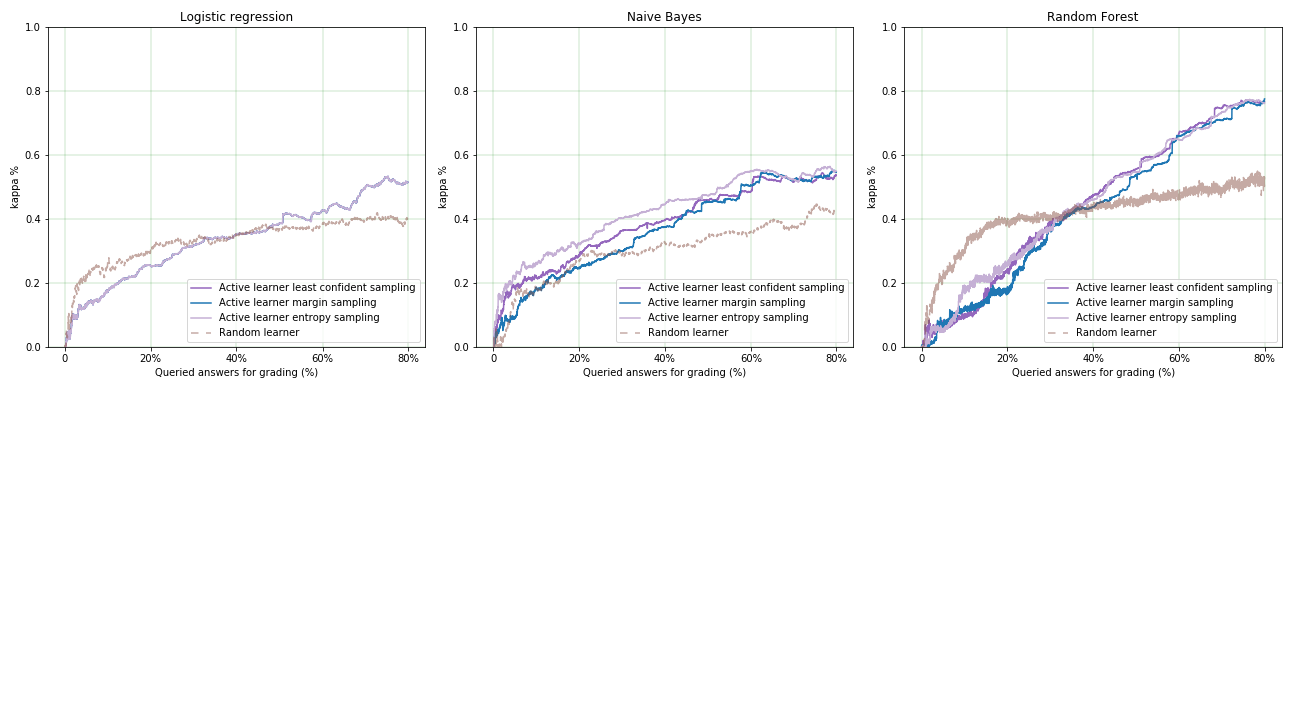 Logistic regression
1.0
0.8
0.6
0.4
0.2
0.0
kappa %
0 20% 40% 60% 80%
Queried answers for grading (%)
Active learner least confident sampling
Active learner margin sampling
Active learner entropy sampling
Random learner
Naive Bayes
1.0
0.8
0.6
0.4
0.2
0.0
kappa %
0 20% 40% 60% 80%
Queried answers for grading (%)
Active learner least confident sampling
Active learner margin sampling
Active learner entropy sampling
Random learner
Random Forest
1.0
0.8
0.6
0.4
0.2
0.0
kappa %
0 20% 40% 60% 80%
Queried answers for grading (%)
Active learner least confident sampling
Active learner margin sampling
Active learner entropy sampling
Random learner